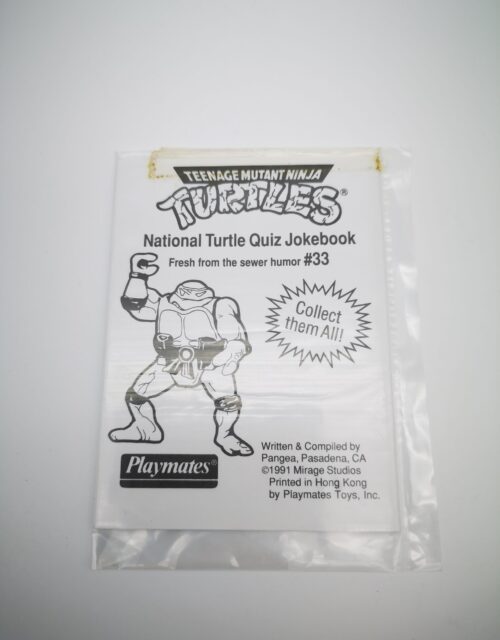 TEENAGE MUTANT NINJA
TURTLES®
National Turtle Quiz Jokebook
Fresh from the sewer humor #33
Collect
them All!
Playmates®
Written & Compiled by
Pangea, Pasadena, CA
©1991 Mirage Studios
Printed in Hong Kong
by Playmates Toys, Inc.